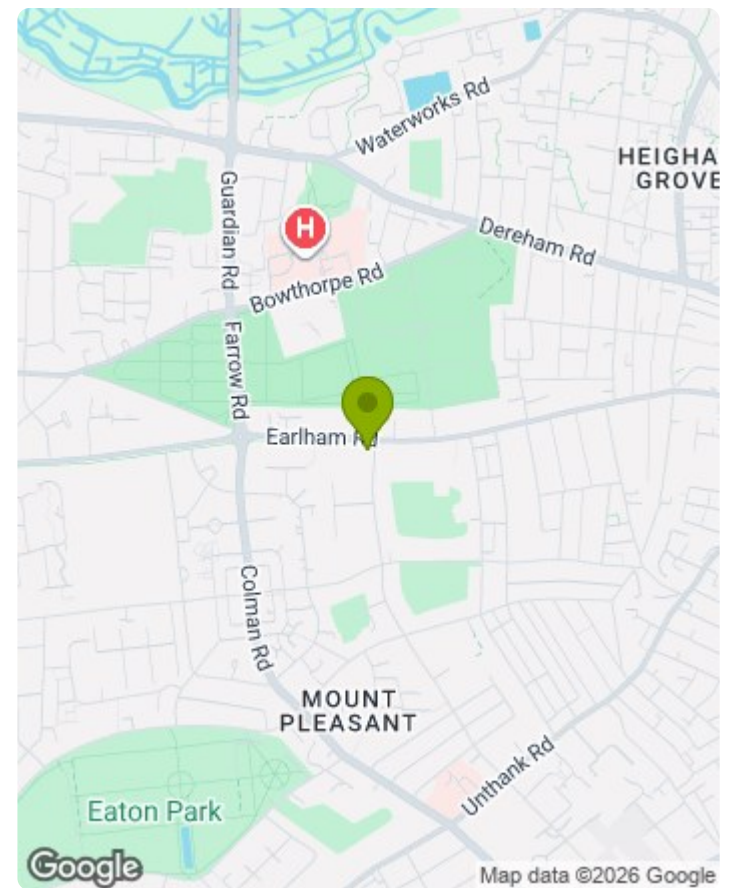 Waterworks Rd
HEIGHA
GROVE
Guardian Rd
H
Dereham Rd
Bowthorpe Rd
Farrow Rd
Earlham Rd
Colman Rd
MOUNT
PLEASANT
Unthank Rd
Eaton Park
Google
Map data ©2026 Google